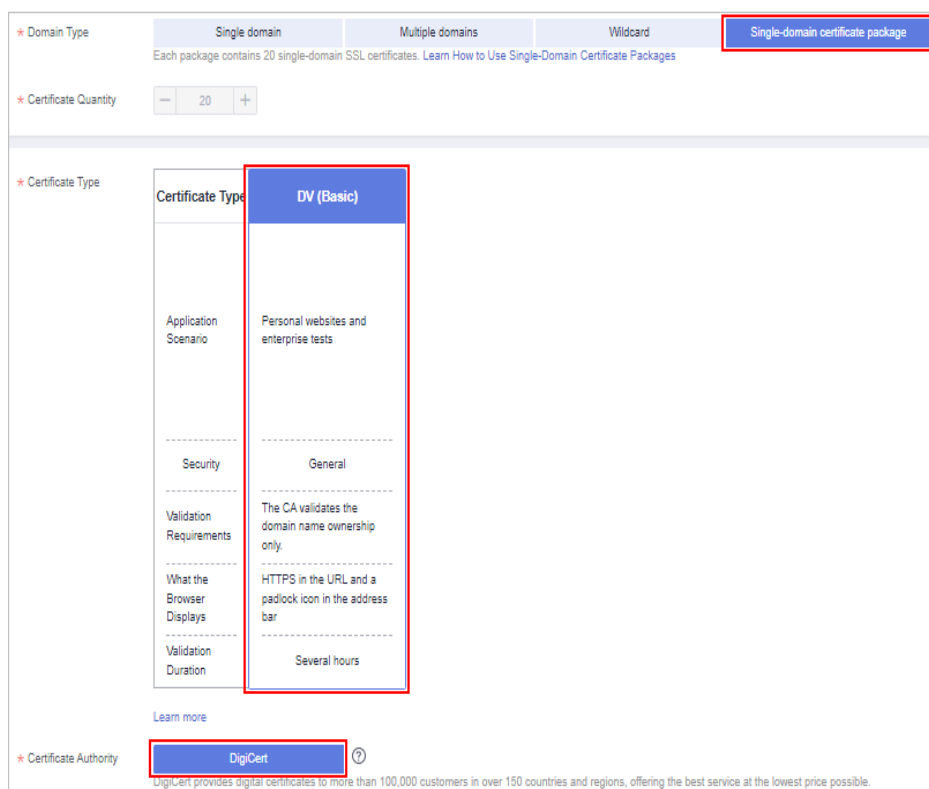 * Domain Type
Single domain
Multiple domains
Wildcard
Single-domain certificate package
Each package contains 20 single-domain SSL certificates. Learn How to Use Single-Domain Certificate Packages
* Certificate Quantity
− 20 +
* Certificate Type
Certificate Type
DV (Basic)
Application
Scenario
Personal websites and
enterprise tests
Security
General
Validation
Requirements
The CA validates the
domain name ownership
only.
What the
Browser
Displays
HTTPS in the URL and a
padlock icon in the address
bar
Validation
Duration
Several hours
Learn more
* Certificate Authority
DigiCert
?
DigiCert provides digital certificates to more than 100,000 customers in over 150 countries and regions, offering the best service at the lowest price possible.